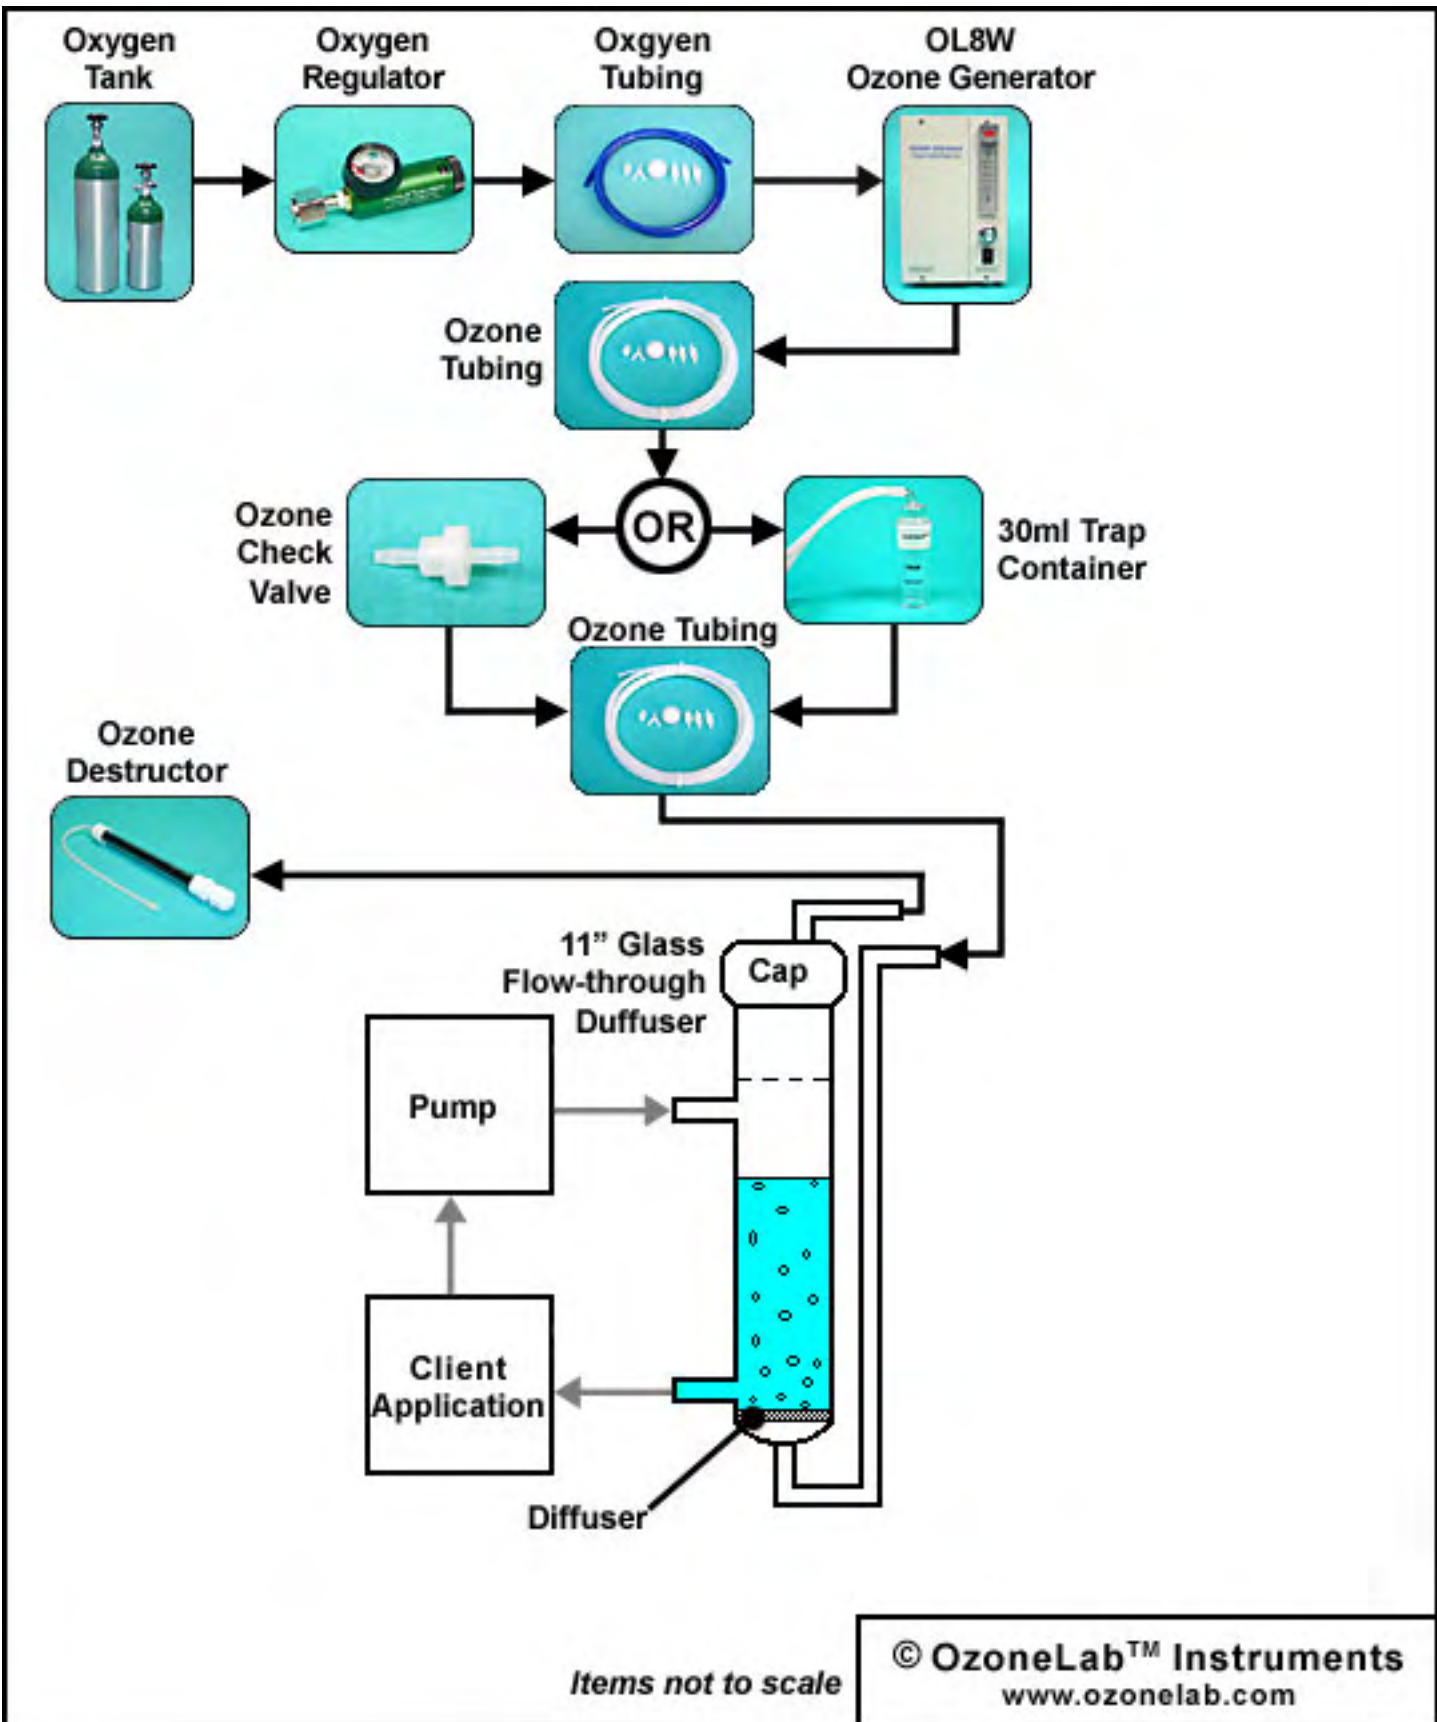 Oxygen
Tank
Oxygen
Regulator
Oxgyen
Tubing
OL8W
Ozone Generator
Ozone
Tubing
OR
Ozone
Check
Valve
30ml Trap
Container
Ozone Tubing
Ozone
Destructor
11” Glass
Flow-through
Duffuser
Cap
Pump
Client
Application
Diffuser
Items not to scale
© OzoneLab™ Instruments
www.ozonelab.com